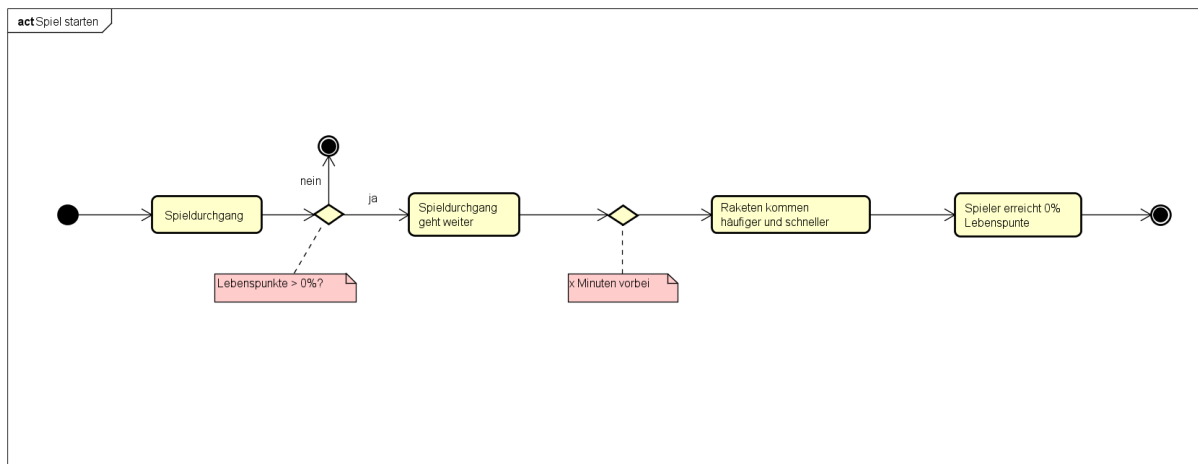 act Spiel starten
nein
ja
Spieldurchgang
Spieldurchgang
geht weiter
Raketen kommen
häufiger und schneller
Spieler erreicht 0%
Lebenspunte
Lebenspunkte > 0%?
x Minuten vorbei